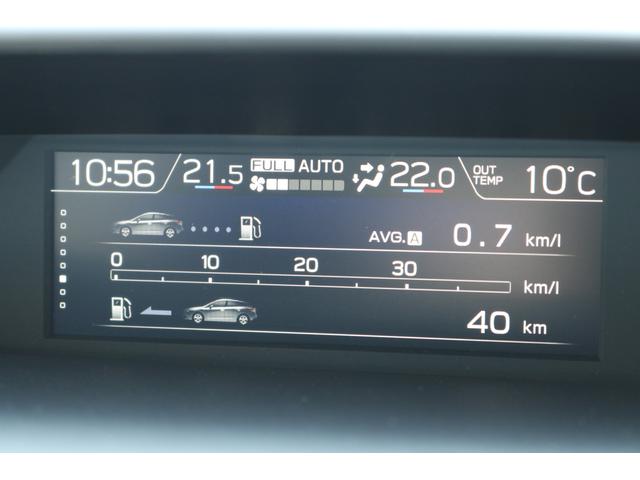 10:56 21.5 FULL AUTO 22.0 OUT TEMP 10°C
AVG. A 0.7 km/l
0 10 20 30 km/l
40 km